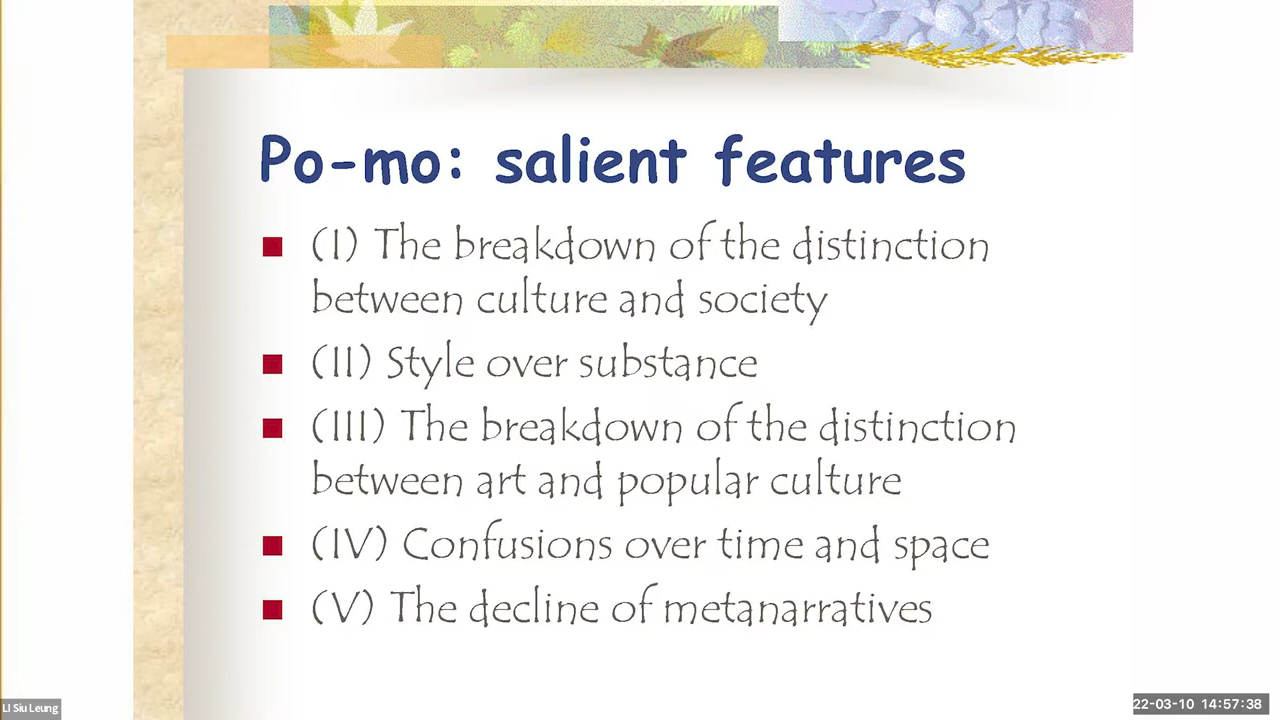 Po-mo: salient features
(I) The breakdown of the distinction
between culture and society
(II) Style over substance
(III) The breakdown of the distinction
between art and popular culture
(IV) Confusions over time and space
(V) The decline of metanarratives
LI Siu Leung
22-03-10 14:57:38